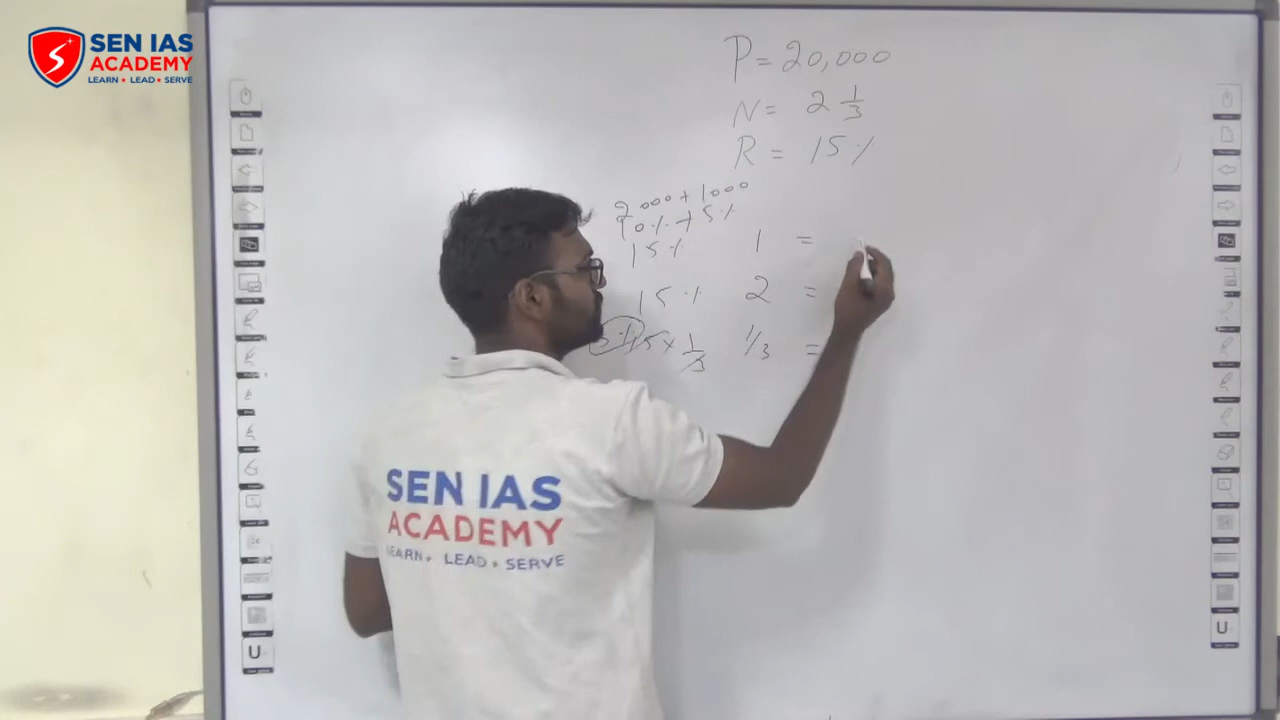 SEN IAS
ACADEMY
LEARN ★ LEAD ★ SERVE
P = 20,000
N = 2 1/3
R = 15%
2000 + 1000
10% + 5%
15% 1 =
15% 2 =
5% 15 × 1/3 1/3 =
SEN IAS
ACADEMY
LEARN ★ LEAD ★ SERVE
U
U